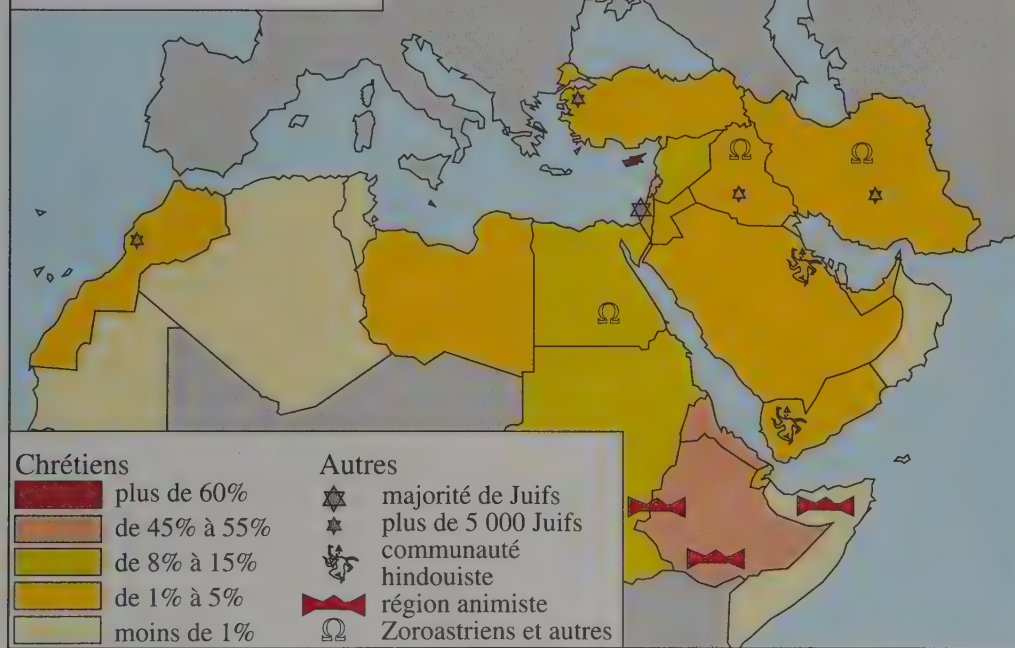 Chrétiens
plus de 60%
de 45% à 55%
de 8% à 15%
de 1% à 5%
moins de 1%
Autres
majorité de Juifs
plus de 5 000 Juifs
communauté
hindouiste
région animiste
Ω Zoroastriens et autres
Ω
Ω
Ω